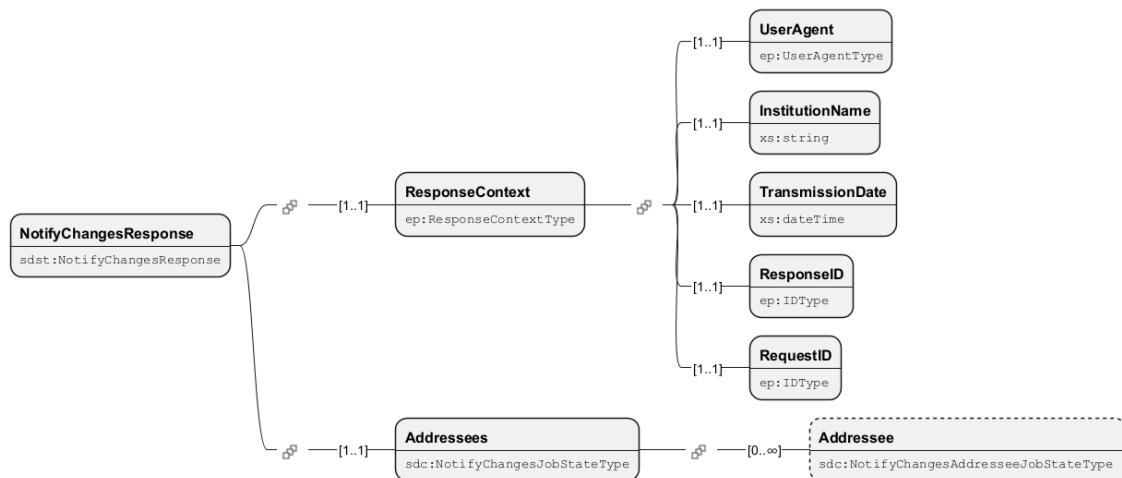 UserAgent
[1..1]
ep:UserAgentType
InstitutionName
[1..1]
xs:string
ResponseContext
TransmissionDate
[1..1]
[1..1]
ep:ResponseContextType
xs:dateTime
NotifyChangesResponse
sdst:NotifyChangesResponse
ResponseID
[1..1]
ep:IDType
RequestID
[1..1]
ep:IDType
Addressees
Addressee
[1..1]
[0..∞]
sdc:NotifyChangesJobStateType
sdc:NotifyChangesAddresseeJobStateType